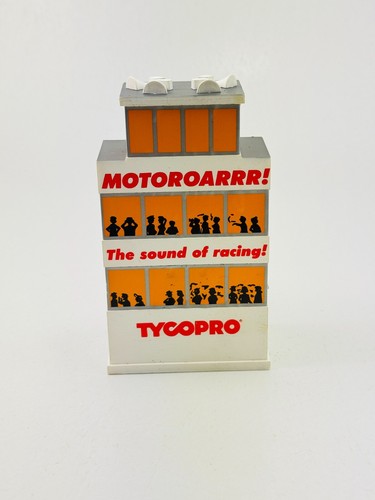 MOTOROARRR!
The sound of racing!
TYCOPRO